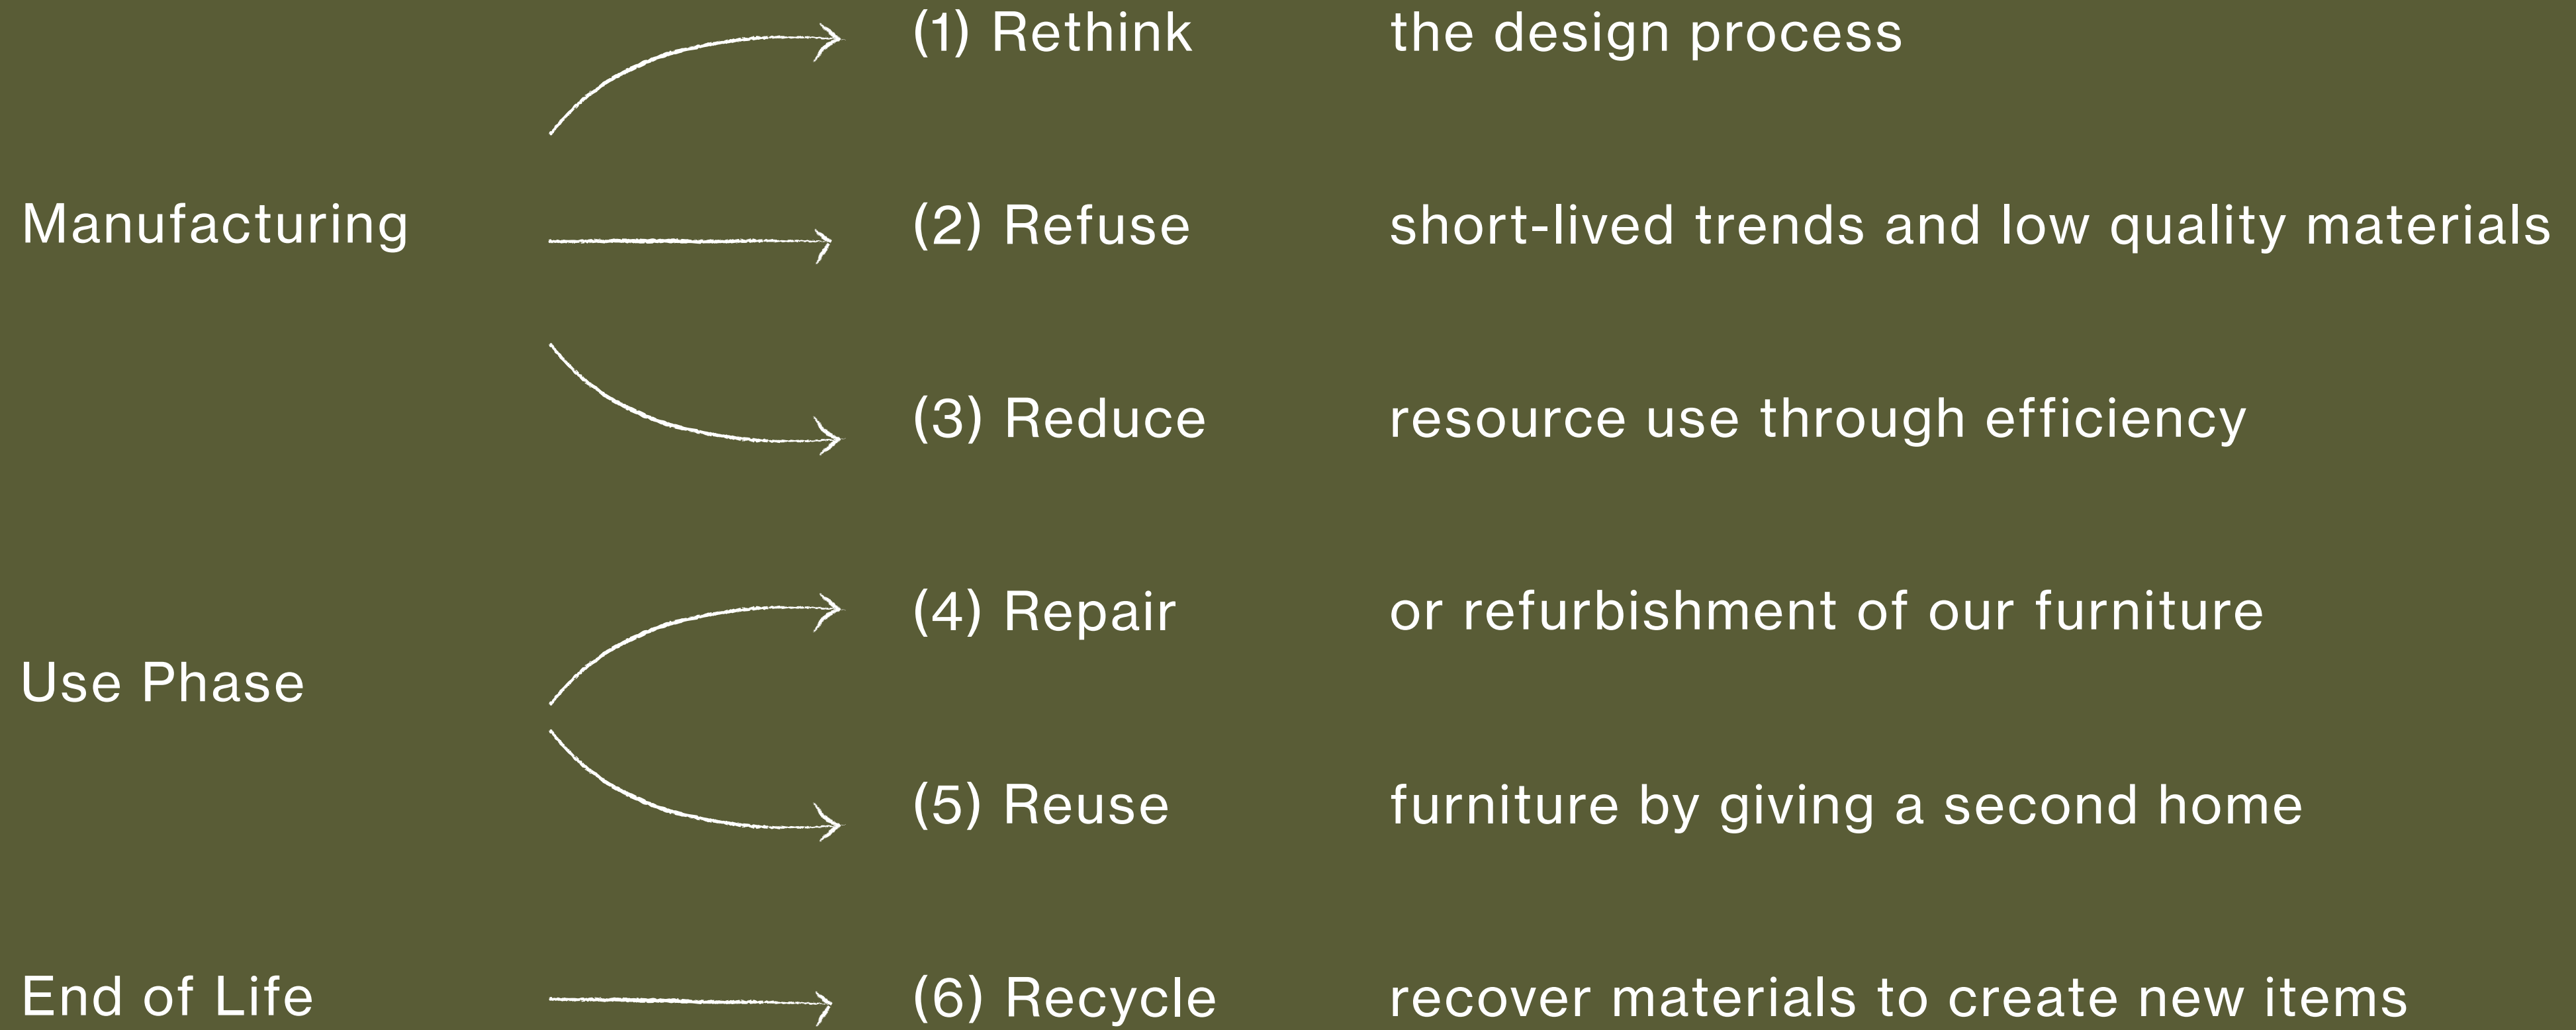 (1) Rethink the design process
Manufacturing (2) Refuse short-lived trends and low quality materials
(3) Reduce resource use through efficiency
(4) Repair or refurbishment of our furniture
Use Phase
(5) Reuse furniture by giving a second home
End of Life (6) Recycle recover materials to create new items